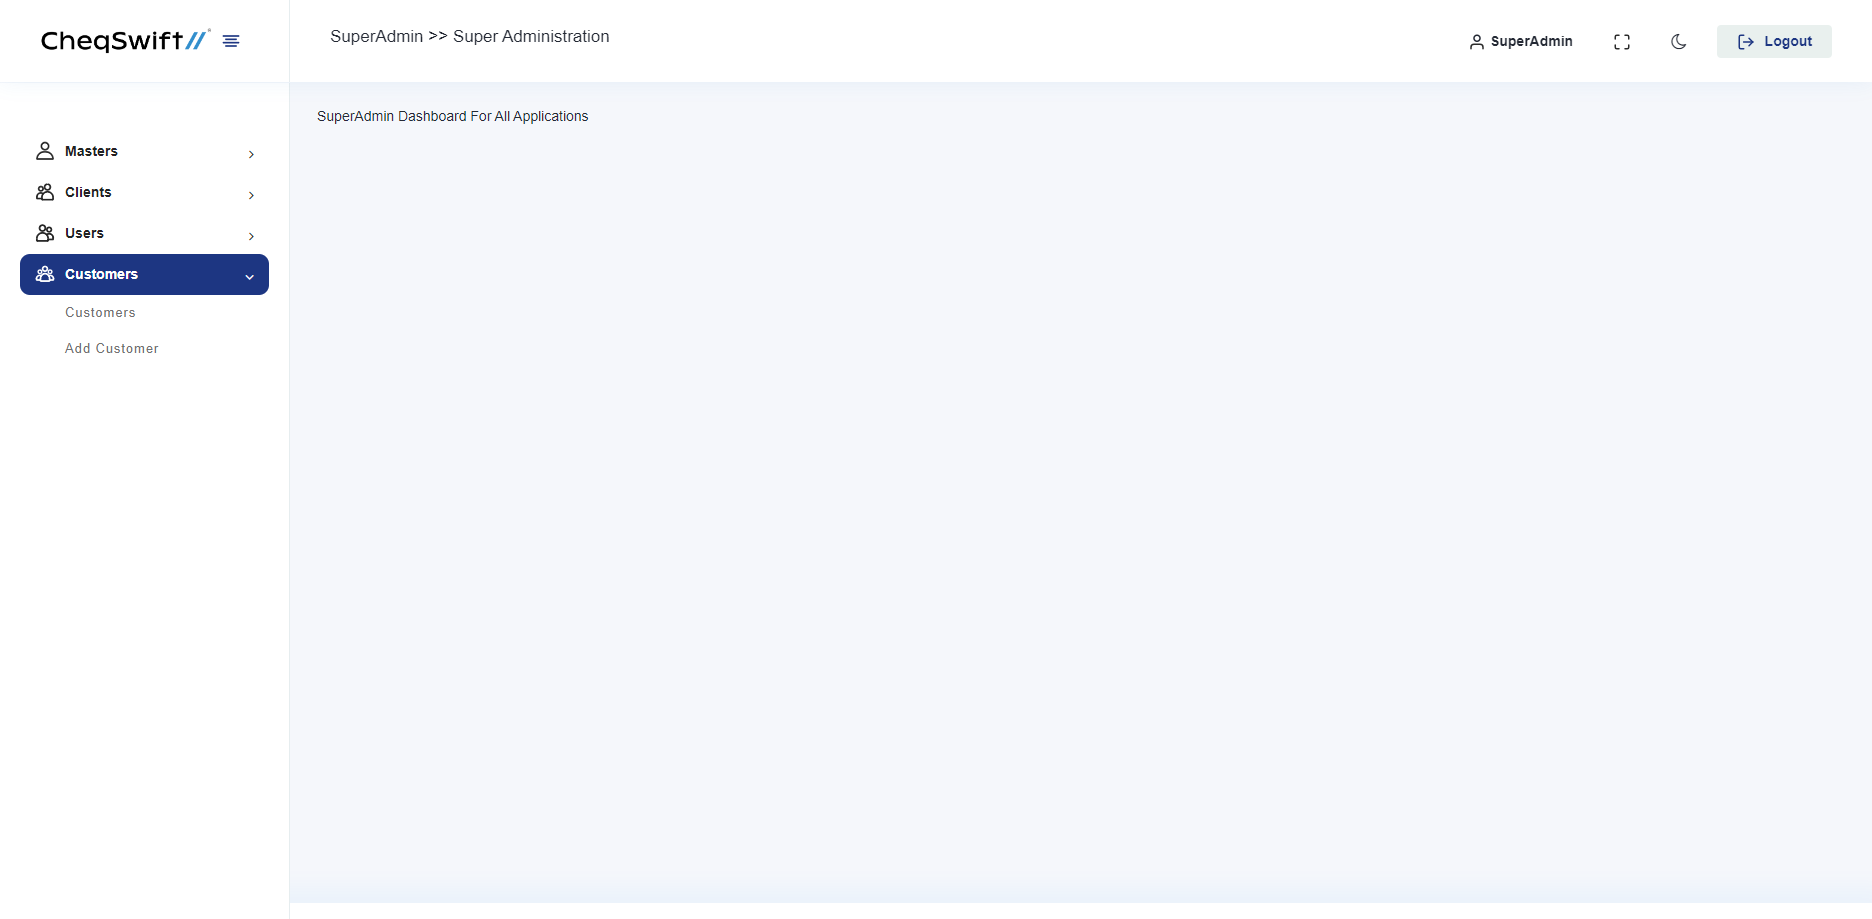 CheqSwift
SuperAdmin >> Super Administration
SuperAdmin
Logout
SuperAdmin Dashboard For All Applications
Masters
Clients
Users
Customers
Customers
Add Customer